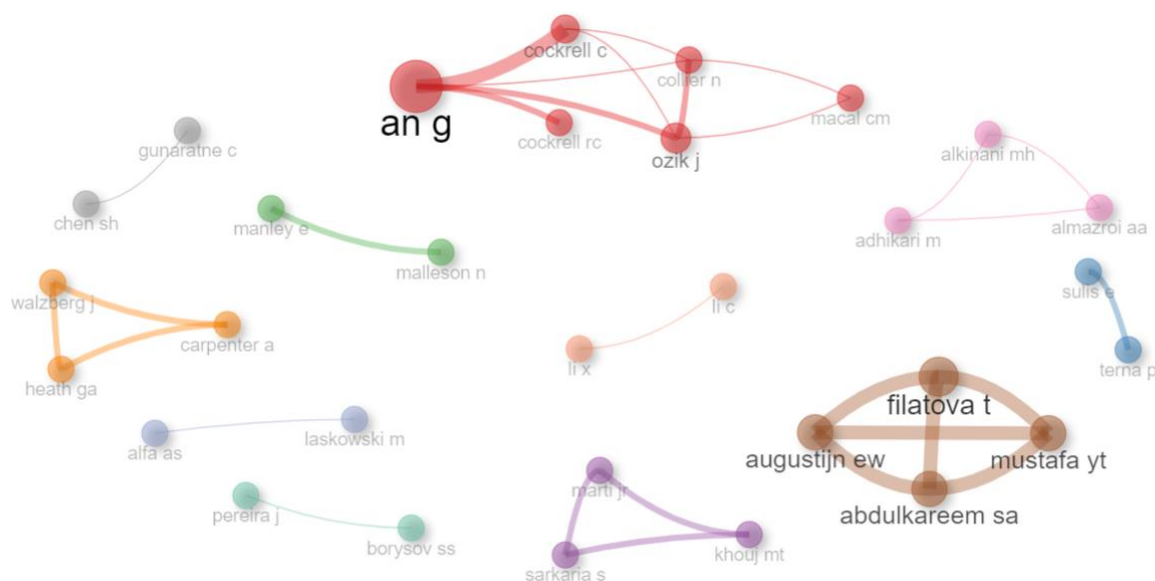 cockrell c
collier n
an g
macal cm
cockrell rc
ozik j
gunaratne c
alkinani mh
chen sh
manley e
adhikari m
almazroi aa
malleson n
sulis e
walzberg j
li c
carpenter a
li x
terna p
heath ga
filatova t
laskowski m
alfa as
augustijn ew
mustafa yt
marti jr
pereira j
abdulkareem sa
borysov ss
khouj mt
sarkaria s